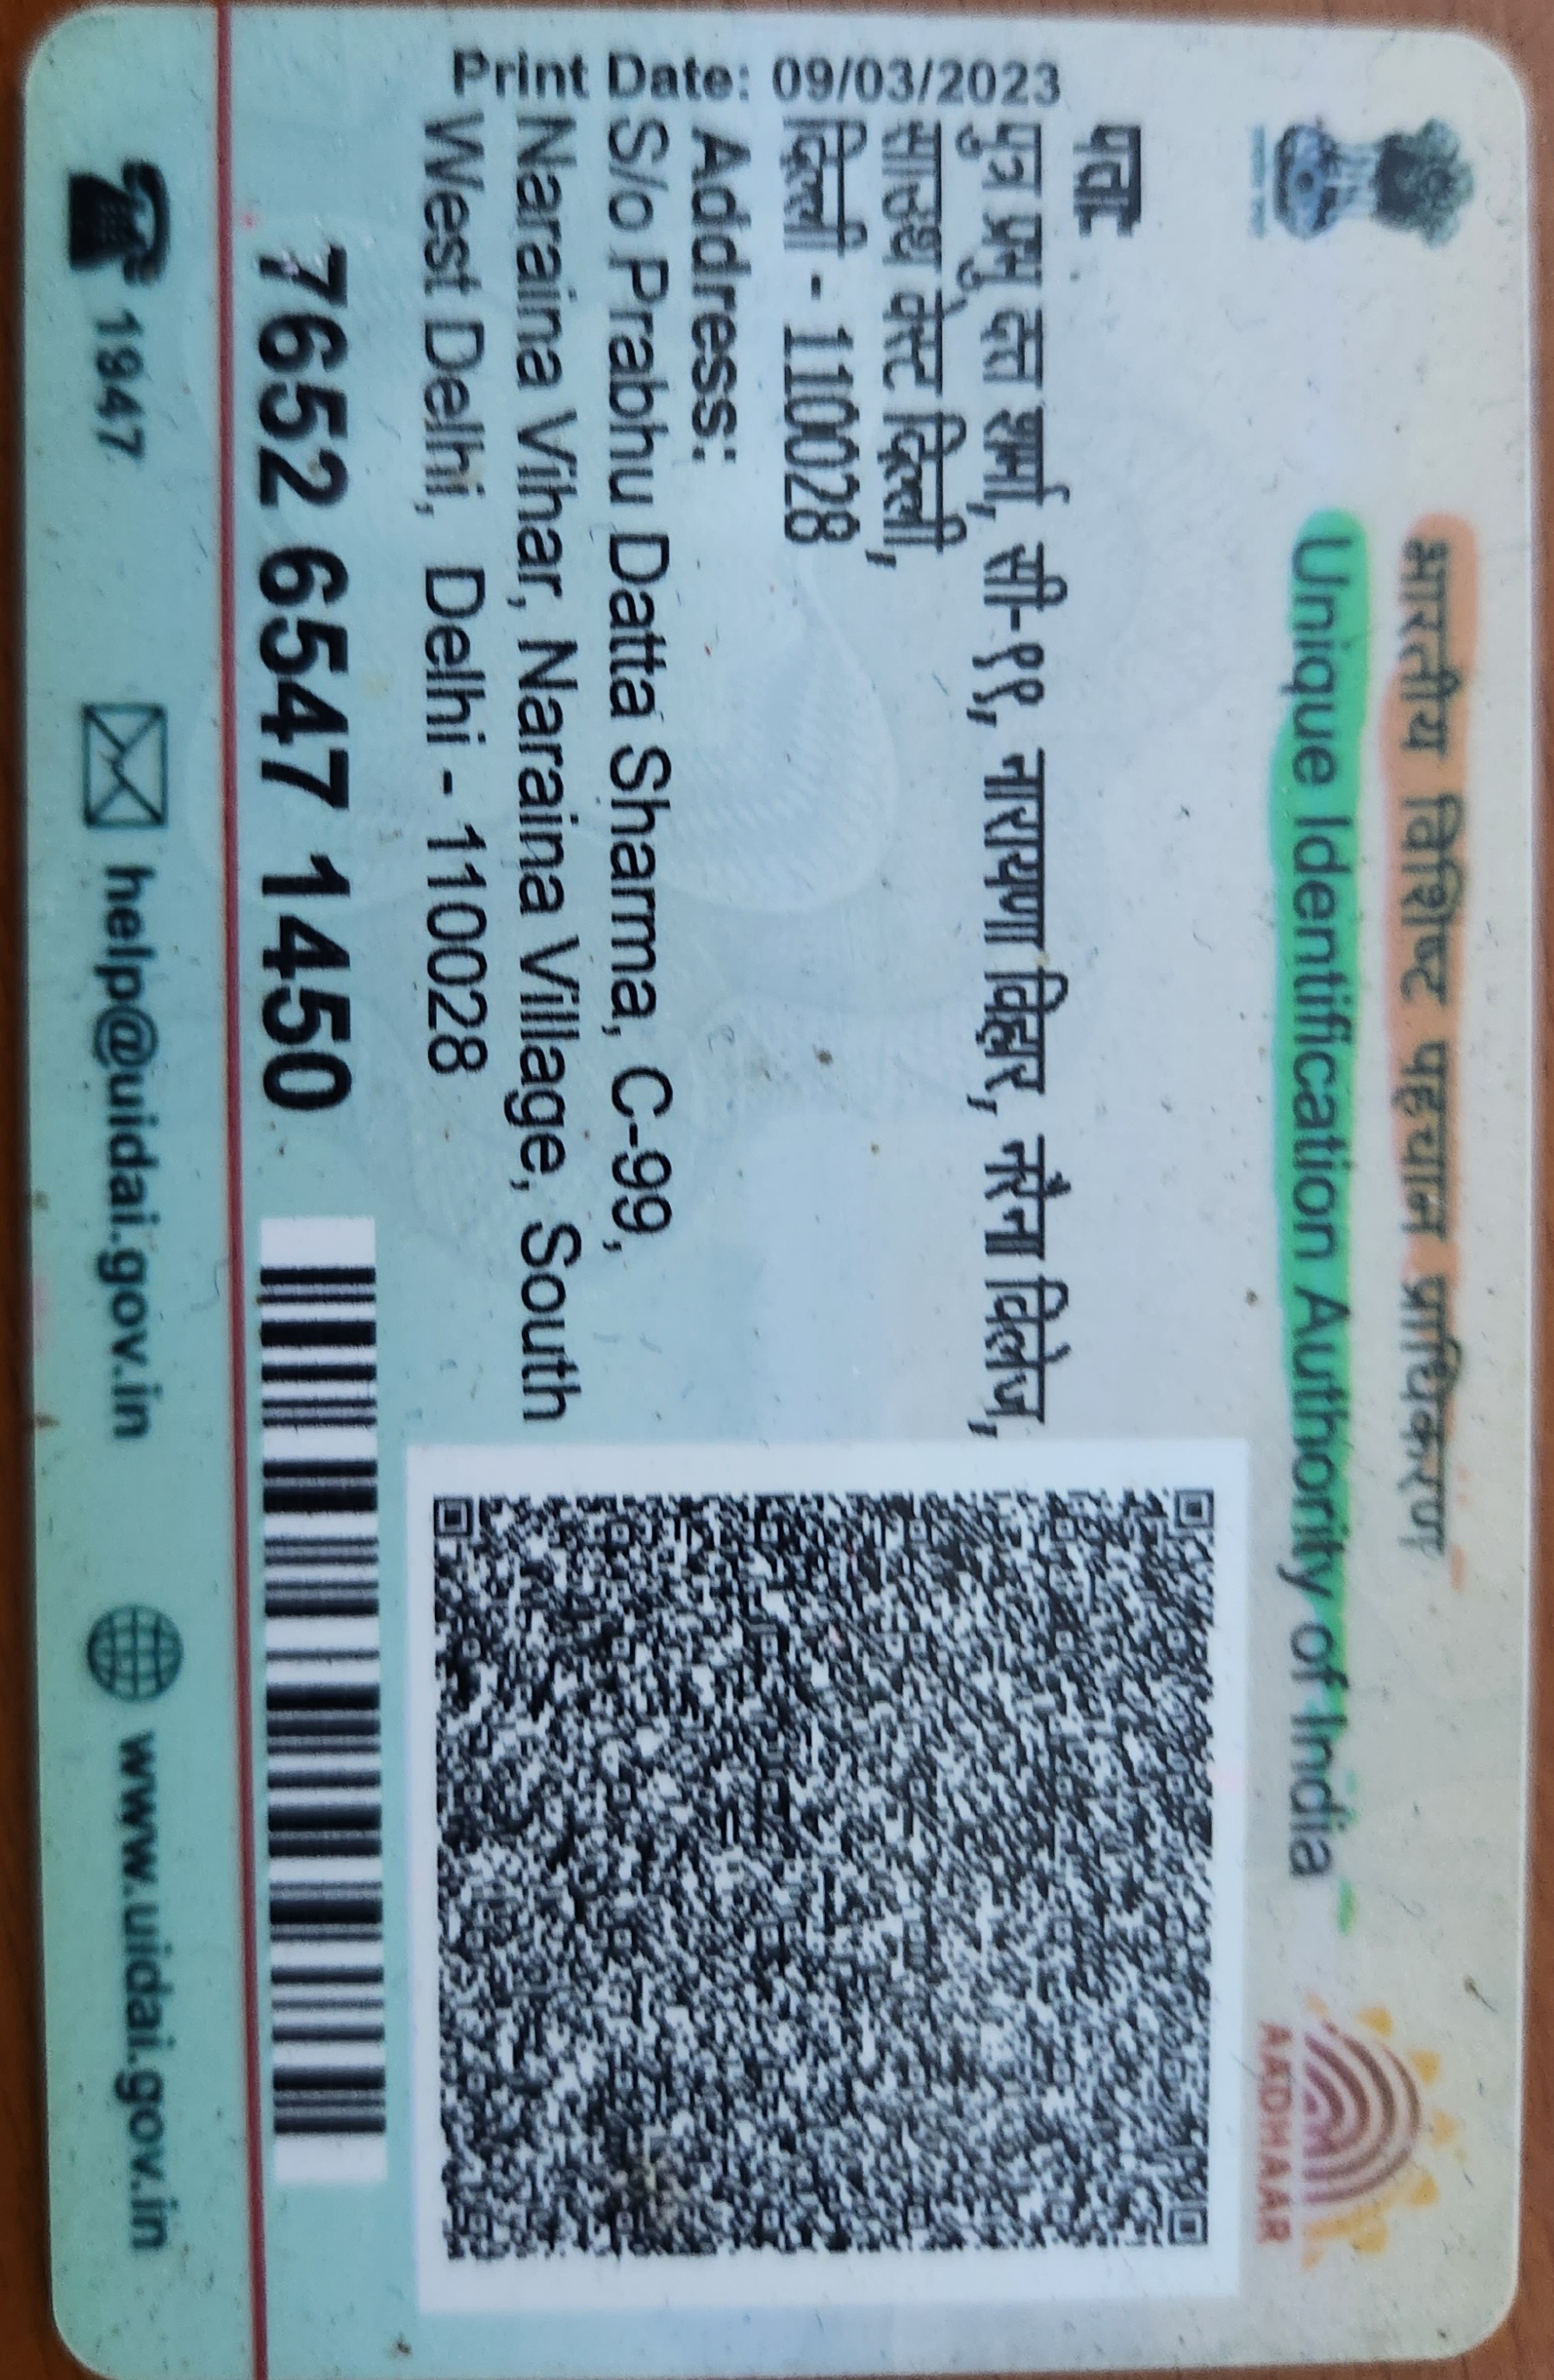 भारतीय विशिष्ट पहचान प्राधिकरण
Unique Identification Authority of India
AADHAAR
Print Date: 09/03/2023
पता:
पुत्र प्रभु दत्त शर्मा, सी-९९, नारायणा विहार, नरैना विलेज,
साउथ वेस्ट दिल्ली,
दिल्ली - 110028
Address:
S/o Prabhu Datta Sharma, C-99,
Naraina Vihar, Naraina Village, South
West Delhi, Delhi - 110028
7652 6547 1450
1947
help@uidai.gov.in
www.uidai.gov.in